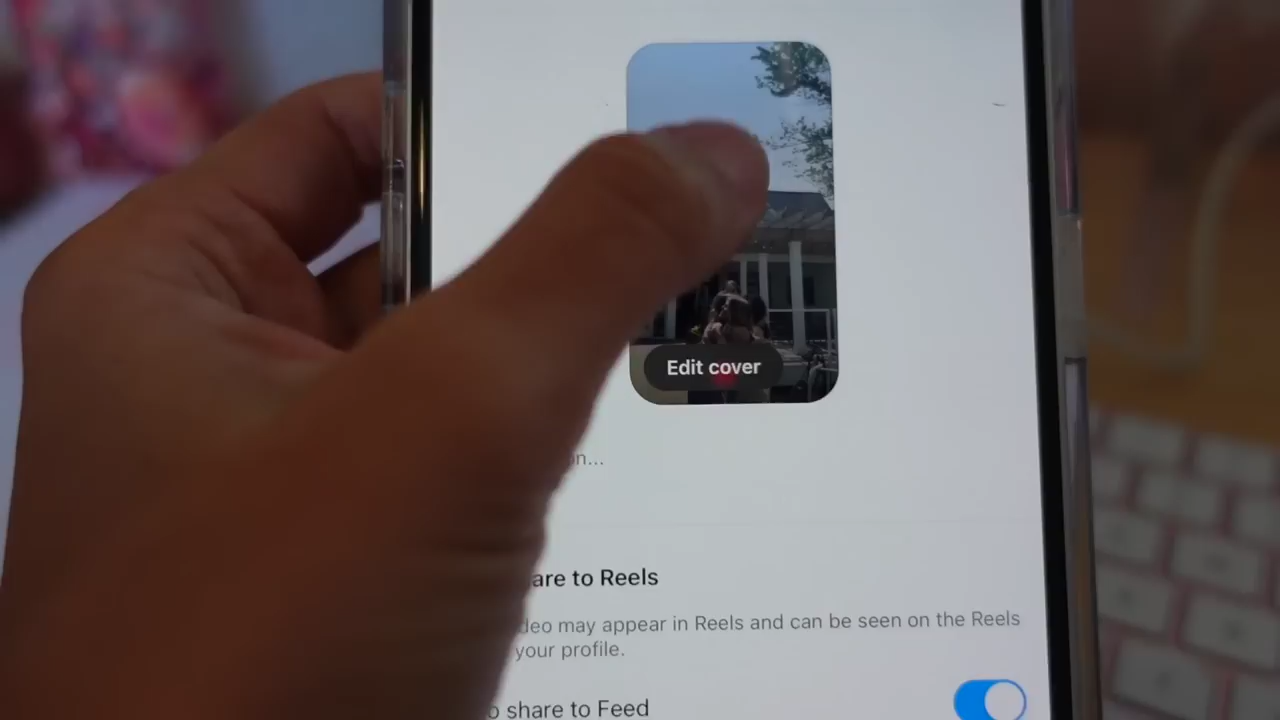 Edit cover
on...
are to Reels
deo may appear in Reels and can be seen on the Reels
your profile.
o share to Feed